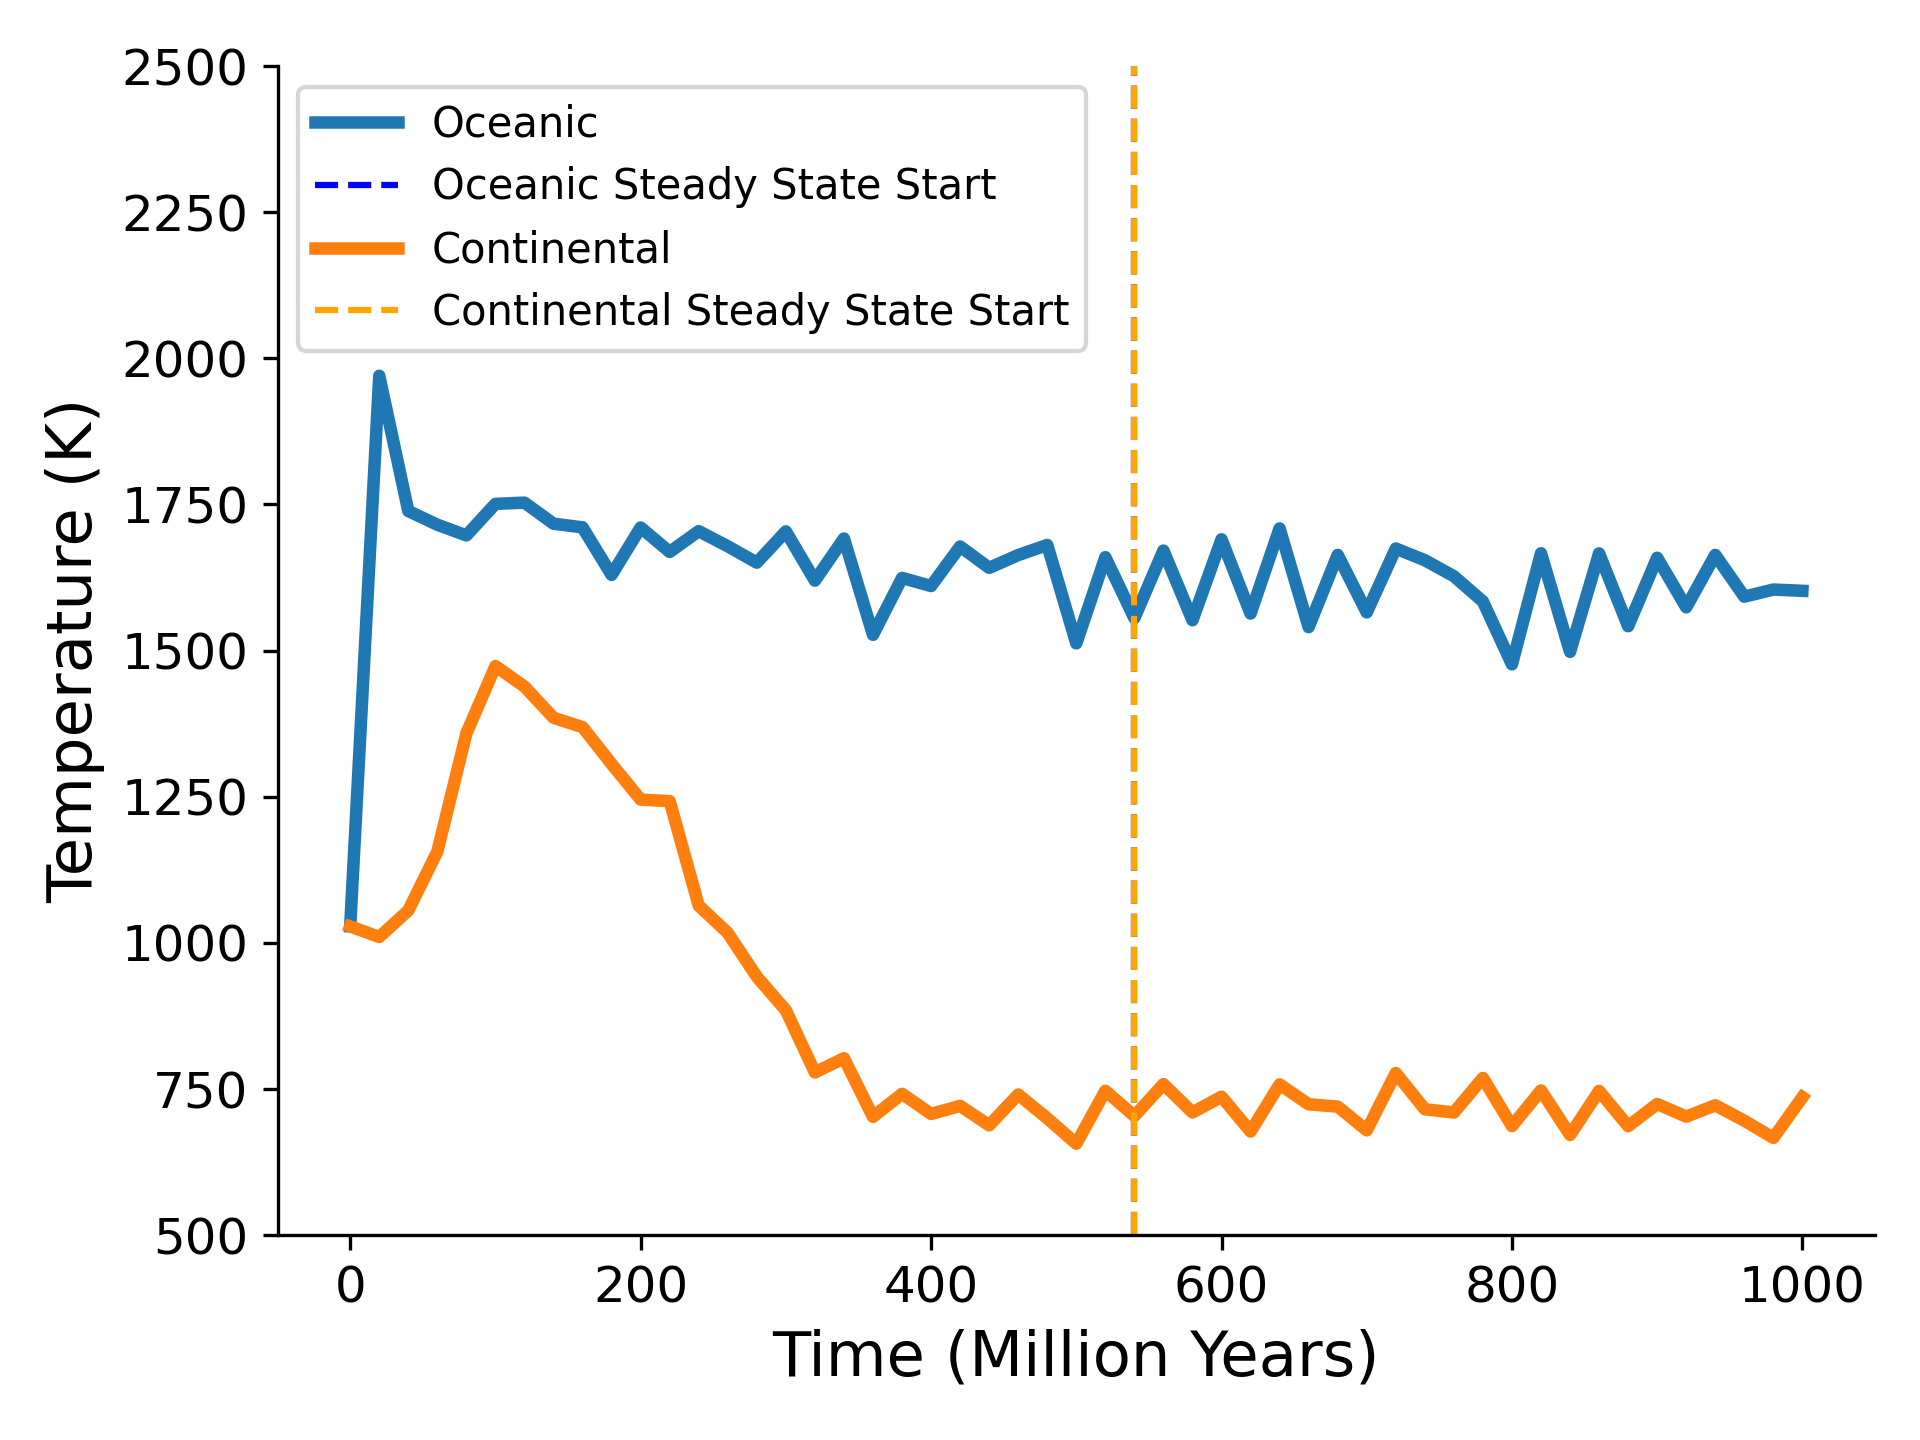 2500
2250
2000
1750
1500
1250
1000
750
500
Temperature (K)
Oceanic
Oceanic Steady State Start
Continental
Continental Steady State Start
0 200 400 600 800 1000
Time (Million Years)